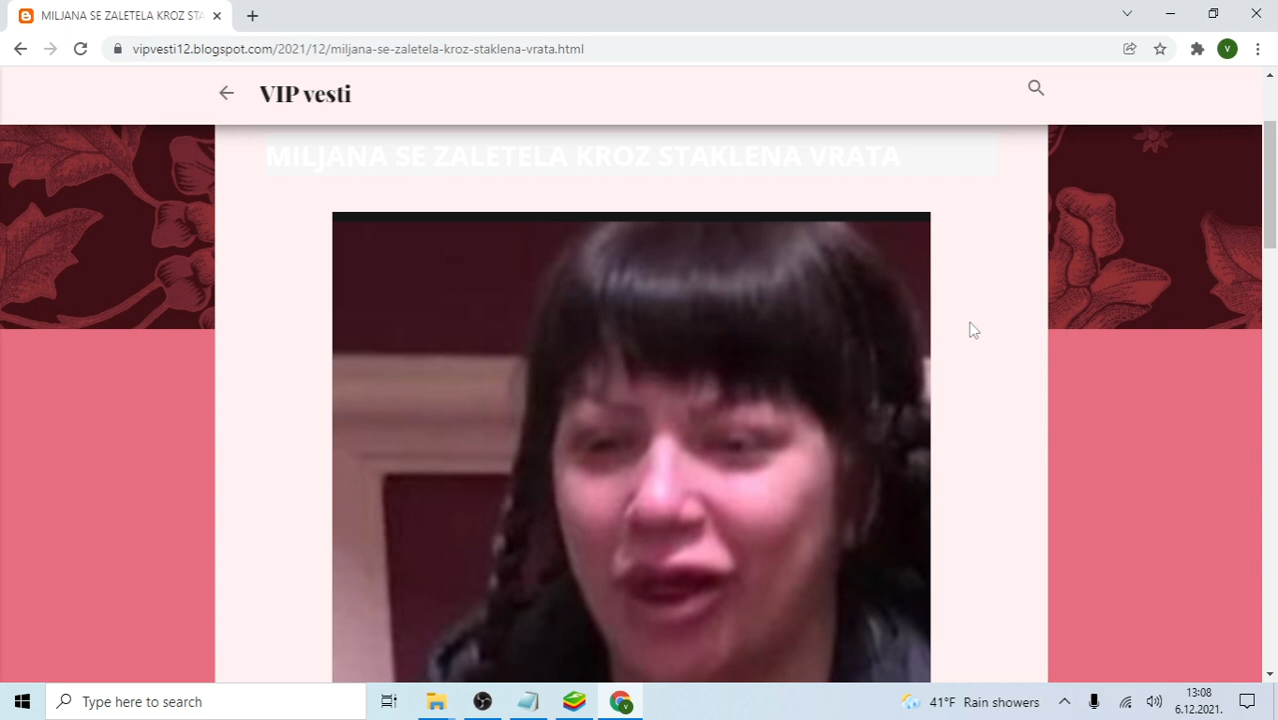 MILJANA SE ZALETELA KROZ STA
vipvesti12.blogspot.com/2021/12/miljana-se-zaletela-kroz-staklena-vrata.html
V
VIP vesti
MILJANA SE ZALETELA KROZ STAKLENA VRATA
Type here to search
V
41°F Rain showers
13:08
6.12.2021.